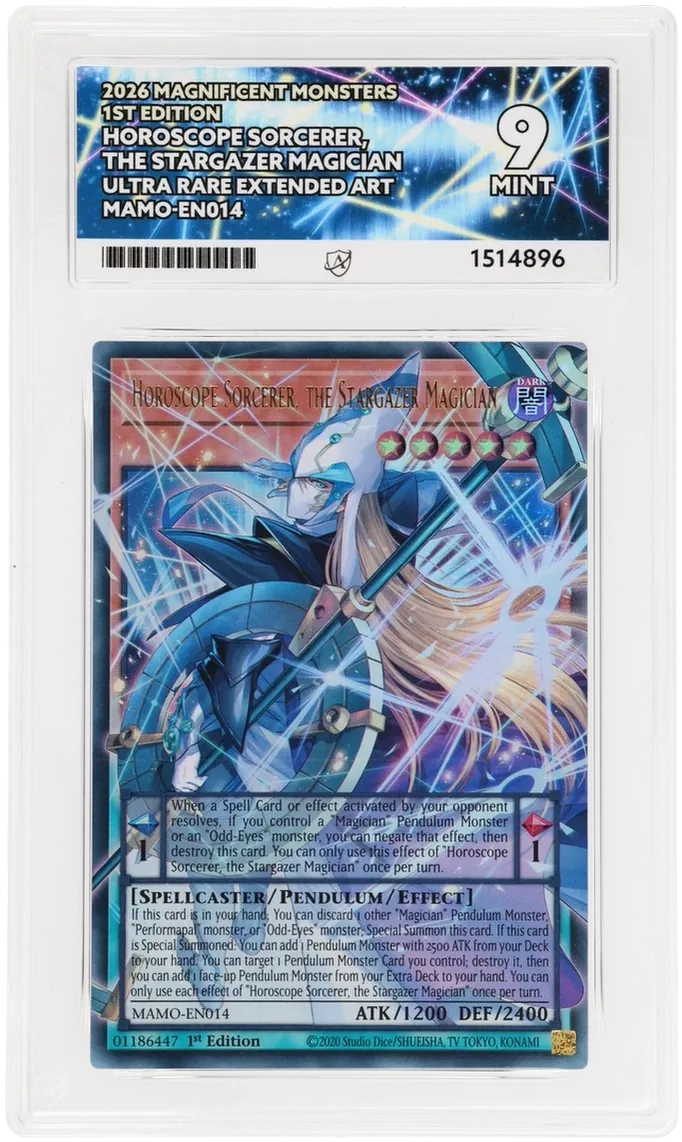 2026 MAGNIFICENT MONSTERS
1ST EDITION
HOROSCOPE SORCERER,
THE STARGAZER MAGICIAN
ULTRA RARE EXTENDED ART
MAMO-EN014
9
MINT
1514896
HOROSCOPE SORCERER, THE STARGAZER MAGICIAN
DARK
闇
When a Spell Card or effect activated by your opponent
resolves, if you control a "Magician" Pendulum Monster
or an "Odd-Eyes" monster, you can negate that effect, then
destroy this card. You can only use this effect of "Horoscope
Sorcerer, the Stargazer Magician" once per turn.
1
1
[SPELLCASTER/PENDULUM/EFFECT]
If this card is in your hand: You can discard 1 other "Magician" Pendulum Monster,
"Performapal" monster, or "Odd-Eyes" monster; Special Summon this card. If this card
is Special Summoned: You can add 1 Pendulum Monster with 2500 ATK from your Deck
to your hand. You can target 1 Pendulum Monster Card you control; destroy it, then
you can add 1 face-up Pendulum Monster from your Extra Deck to your hand. You can
only use each effect of "Horoscope Sorcerer, the Stargazer Magician" once per turn.
MAMO-EN014
ATK/1200 DEF/2400
01186447 1st Edition
©2020 Studio Dice/SHUEISHA, TV TOKYO, KONAMI